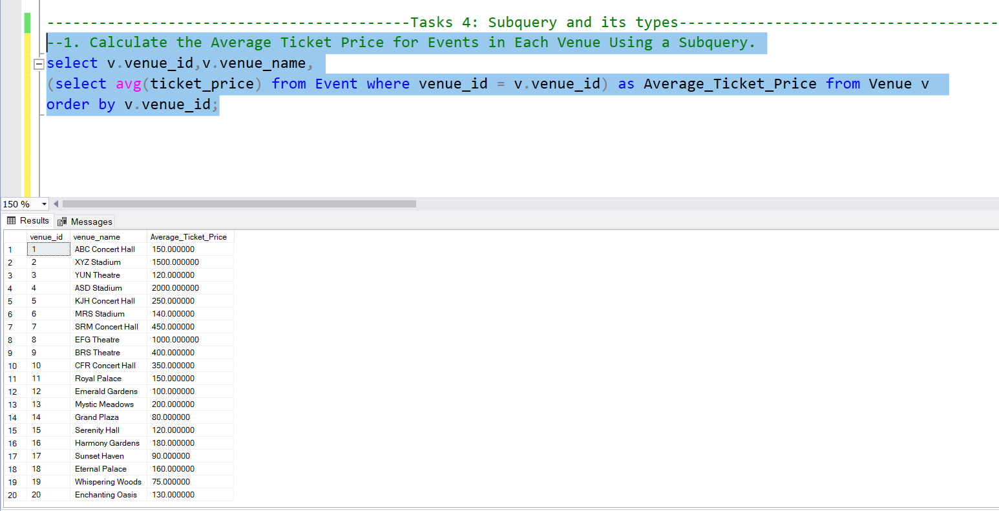 ------------------------------------------Tasks 4: Subquery and its types-------------------------------------
--1. Calculate the Average Ticket Price for Events in Each Venue Using a Subquery.
select v.venue_id,v.venue_name,
(select avg(ticket_price) from Event where venue_id = v.venue_id) as Average_Ticket_Price from Venue v
order by v.venue_id;
150 %
Results Messages
venue_id venue_name Average_Ticket_Price
1 1 ABC Concert Hall 150.000000
2 2 XYZ Stadium 1500.000000
3 3 YUN Theatre 120.000000
4 4 ASD Stadium 2000.000000
5 5 KJH Concert Hall 250.000000
6 6 MRS Stadium 140.000000
7 7 SRM Concert Hall 450.000000
8 8 EFG Theatre 1000.000000
9 9 BRS Theatre 400.000000
10 10 CFR Concert Hall 350.000000
11 11 Royal Palace 150.000000
12 12 Emerald Gardens 100.000000
13 13 Mystic Meadows 200.000000
14 14 Grand Plaza 80.000000
15 15 Serenity Hall 120.000000
16 16 Harmony Gardens 180.000000
17 17 Sunset Haven 90.000000
18 18 Eternal Palace 160.000000
19 19 Whispering Woods 75.000000
20 20 Enchanting Oasis 130.000000